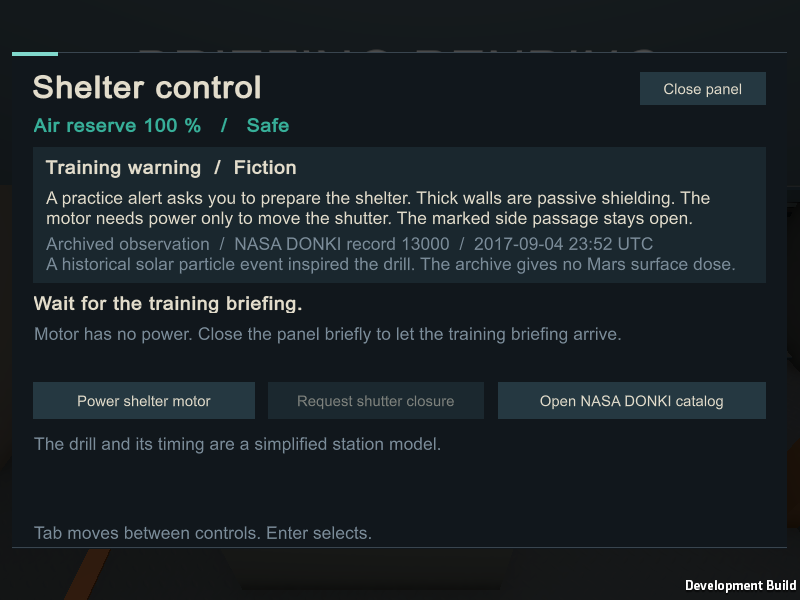 Shelter control
Close panel
Air reserve 100 % / Safe
Training warning / Fiction
A practice alert asks you to prepare the shelter. Thick walls are passive shielding. The
motor needs power only to move the shutter. The marked side passage stays open.
Archived observation / NASA DONKI record 13000 / 2017-09-04 23:52 UTC
A historical solar particle event inspired the drill. The archive gives no Mars surface dose.
Wait for the training briefing.
Motor has no power. Close the panel briefly to let the training briefing arrive.
Power shelter motor
Request shutter closure
Open NASA DONKI catalog
The drill and its timing are a simplified station model.
Tab moves between controls. Enter selects.
Development Build